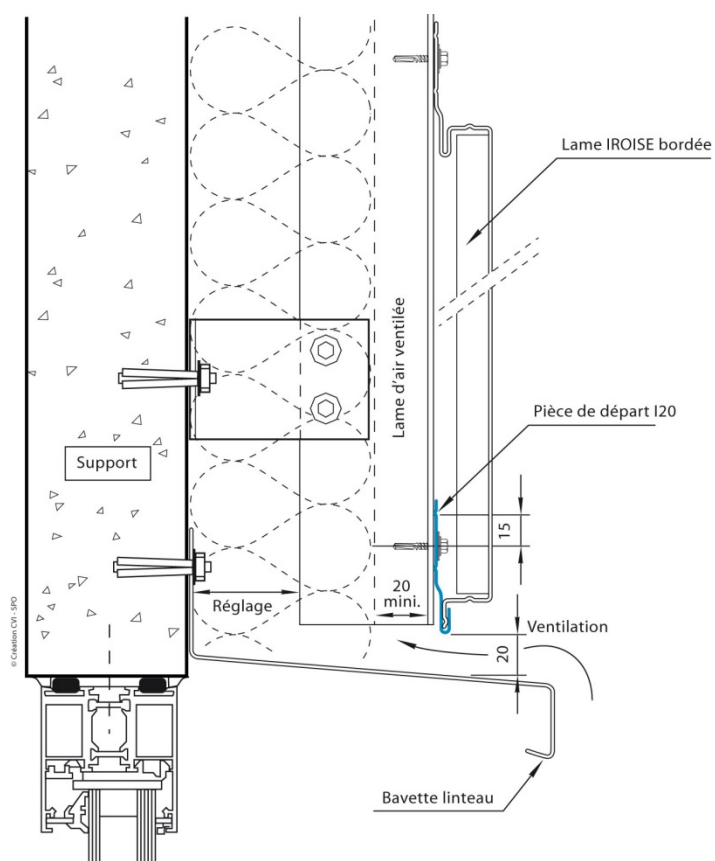 Lame IROISE bordée
Lame d'air ventilée
Pièce de départ I20
Support
15
Réglage
20
mini.
Ventilation
20
© Création CVI - SPO
Bavette linteau